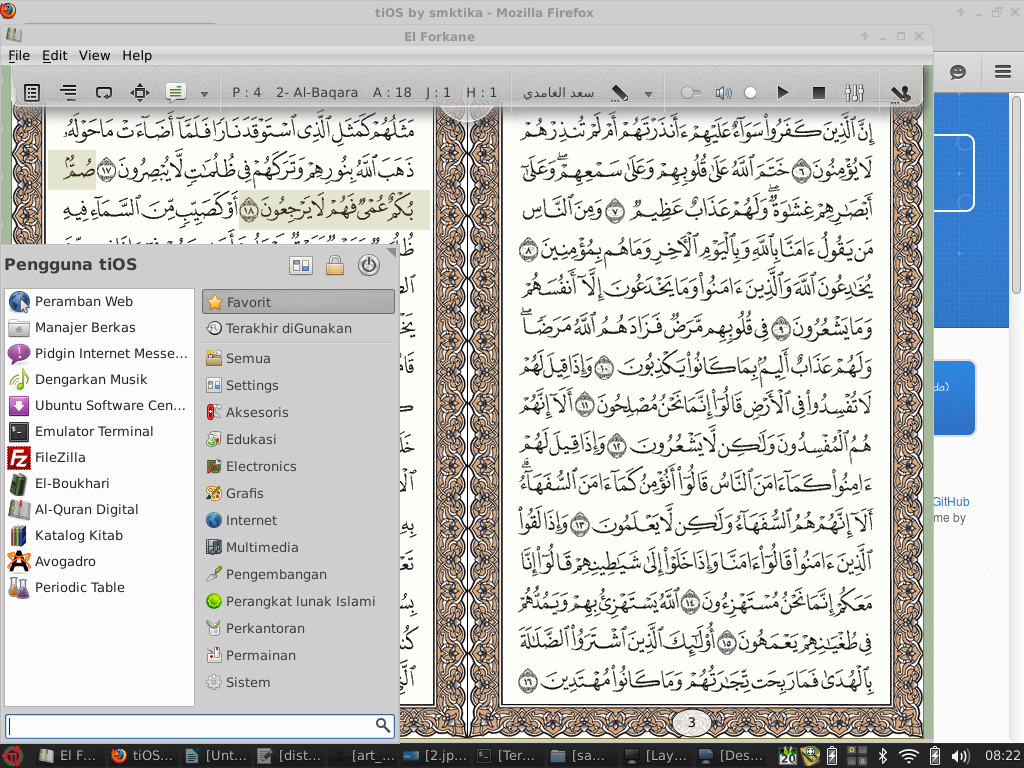 tiOS by smktika - Mozilla Firefox
El Forkane
File Edit View Help
P : 4 2- Al-Baqara A : 18 J : 1 H : 1 سعد الغامدي
إِنَّ ٱلَّذِينَ كَفَرُوا۟ سَوَآءٌ عَلَيْهِمْ ءَأَنذَرْتَهُمْ أَمْ لَمْ تُنذِرْهُمْ
لَا يُؤْمِنُونَ ٦ خَتَمَ ٱللَّهُ عَلَىٰ قُلُوبِهِمْ وَعَلَىٰ سَمْعِهِمْ ۖ وَعَلَىٰٓ
أَبْصَـٰرِهِمْ غِشَـٰوَةٌ ۖ وَلَهُمْ عَذَابٌ عَظِيمٌ ٧ وَمِنَ ٱلنَّاسِ
مَن يَقُولُ ءَامَنَّا بِٱللَّهِ وَبِٱلْيَوْمِ ٱلْـَٔاخِرِ وَمَا هُم بِمُؤْمِنِينَ ٨
يُخَـٰدِعُونَ ٱللَّهَ وَٱلَّذِينَ ءَامَنُوا۟ وَمَا يَخْدَعُونَ إِلَّآ أَنفُسَهُمْ
وَمَا يَشْعُرُونَ ٩ فِى قُلُوبِهِم مَّرَضٌ فَزَادَهُمُ ٱللَّهُ مَرَضًا ۖ
وَلَهُمْ عَذَابٌ أَلِيمٌۢ بِمَا كَانُوا۟ يَكْذِبُونَ ١٠ وَإِذَا قِيلَ لَهُمْ
لَا تُفْسِدُوا۟ فِى ٱلْأَرْضِ قَالُوٓا۟ إِنَّمَا نَحْنُ مُصْلِحُونَ ١١ أَلَآ إِنَّهُمْ
هُمُ ٱلْمُفْسِدُونَ وَلَـٰكِن لَّا يَشْعُرُونَ ١٢ وَإِذَا قِيلَ لَهُمْ
ءَامِنُوا۟ كَمَآ ءَامَنَ ٱلنَّاسُ قَالُوٓا۟ أَنُؤْمِنُ كَمَآ ءَامَنَ ٱلسُّفَهَآءُ ۗ
أَلَآ إِنَّهُمْ هُمُ ٱلسُّفَهَآءُ وَلَـٰكِن لَّا يَعْلَمُونَ ١٣ وَإِذَا لَقُوا۟
ٱلَّذِينَ ءَامَنُوا۟ قَالُوٓا۟ ءَامَنَّا وَإِذَا خَلَوْا۟ إِلَىٰ شَيَـٰطِينِهِمْ قَالُوٓا۟ إِنَّا
مَعَكُمْ إِنَّمَا نَحْنُ مُسْتَهْزِءُونَ ١٤ ٱللَّهُ يَسْتَهْزِئُ بِهِمْ وَيَمُدُّهُمْ
فِى طُغْيَـٰنِهِمْ يَعْمَهُونَ ١٥ أُو۟لَـٰٓئِكَ ٱلَّذِينَ ٱشْتَرَوُا۟ ٱلضَّلَـٰلَةَ
بِٱلْهُدَىٰ فَمَا رَبِحَت تِّجَـٰرَتُهُمْ وَمَا كَانُوا۟ مُهْتَدِينَ ١٦
3
مَثَلُهُمْ كَمَثَلِ ٱلَّذِى ٱسْتَوْقَدَ نَارًا فَلَمَّآ أَضَآءَتْ مَا حَوْلَهُۥ
ذَهَبَ ٱللَّهُ بِنُورِهِمْ وَتَرَكَهُمْ فِى ظُلُمَـٰتٍ لَّا يُبْصِرُونَ ١٧ صُمٌّۢ
بُكْمٌ عُمْىٌ فَهُمْ لَا يَرْجِعُونَ ١٨ أَوْ كَصَيِّبٍ مِّنَ ٱلسَّمَآءِ فِيهِ
Pengguna tiOS
Peramban Web
Manajer Berkas
Pidgin Internet Messe...
Dengarkan Musik
Ubuntu Software Cen...
Emulator Terminal
FileZilla
El-Boukhari
Al-Quran Digital
Katalog Kitab
Avogadro
Periodic Table
Favorit
Terakhir diGunakan
Semua
Settings
Aksesoris
Edukasi
Electronics
Grafis
Internet
Multimedia
Pengembangan
Perangkat lunak Islami
Perkantoran
Permainan
Sistem
da)
GitHub
me by
El F... tiOS... [Unt... [dist... [art_... [2.jp... [Ter... [sa... [Lay... [Des... 20 08:22